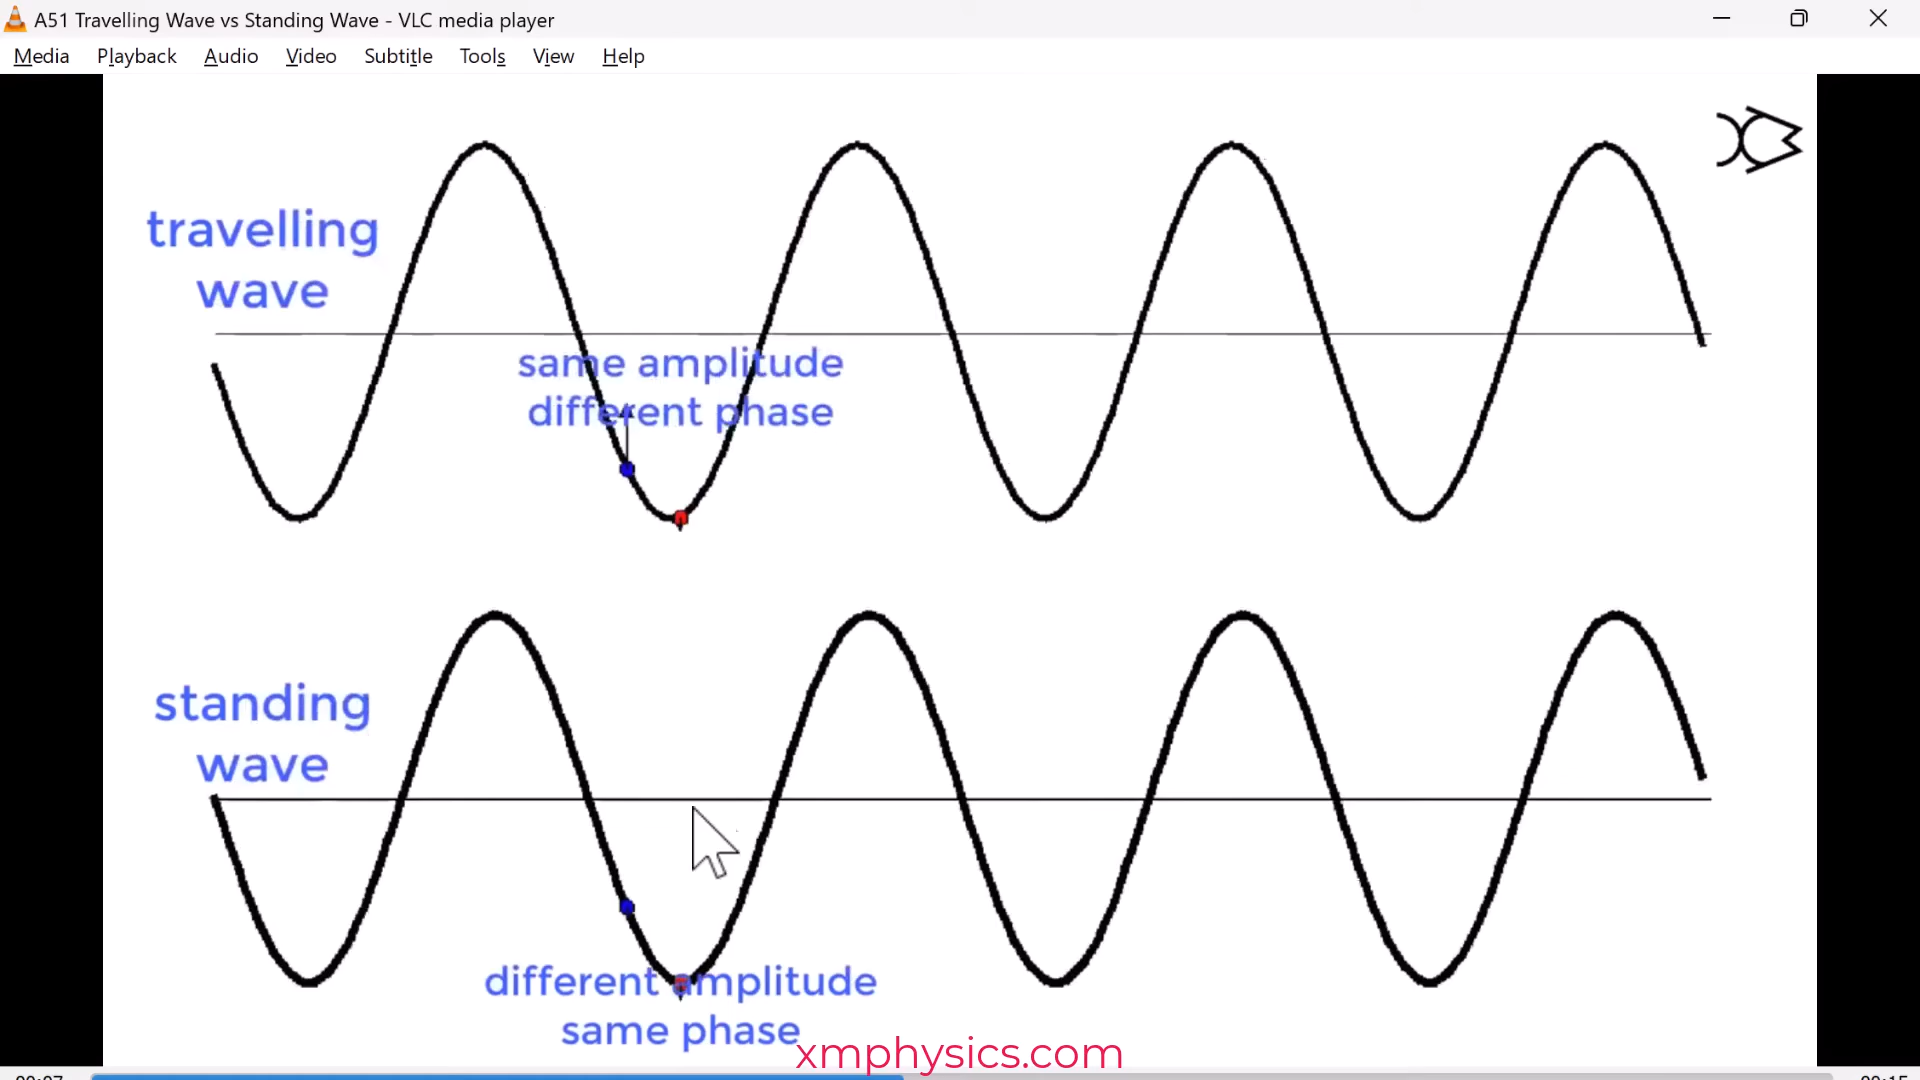 A51 Travelling Wave vs Standing Wave - VLC media player
Media Playback Audio Video Subtitle Tools View Help
travelling
wave
same amplitude
different phase
standing
wave
different amplitude
same phase
xmphysics.com